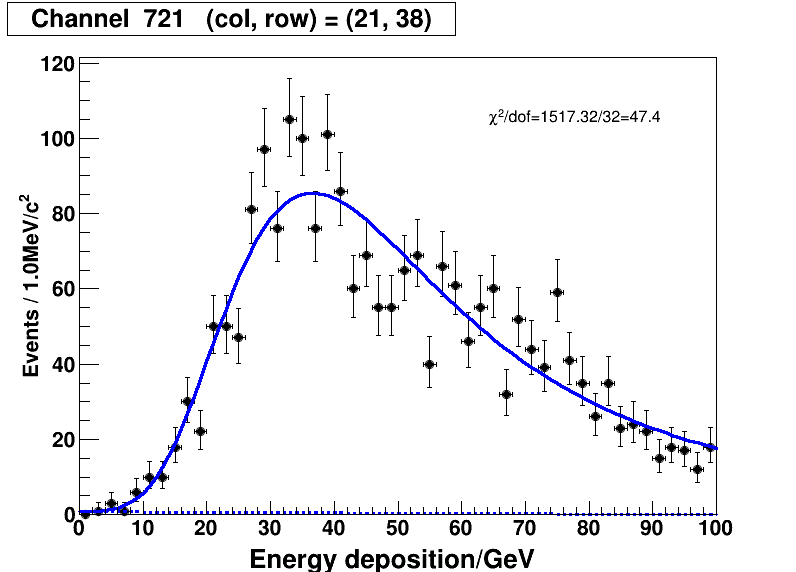 Channel 721 (col, row) = (21, 38)
120
χ²/dof=1517.32/32=47.4
100
80
60
40
20
0
Events / 1.0MeV/c²
0 10 20 30 40 50 60 70 80 90 100
Energy deposition/GeV